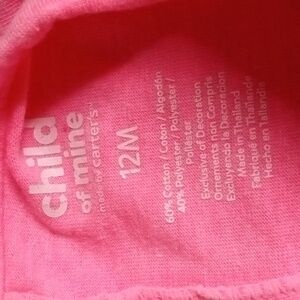 child
of mine
made by carter's
12M
60% Cotton / Coton / Algodón
40% Polyester / Polyester /
Poliéster
Exclusive of Decoration
Ornements non Compris
Excluyendo la Decoración
Made in Thailand
Fabriqué en Thaïlande
Hecho en Tailandia